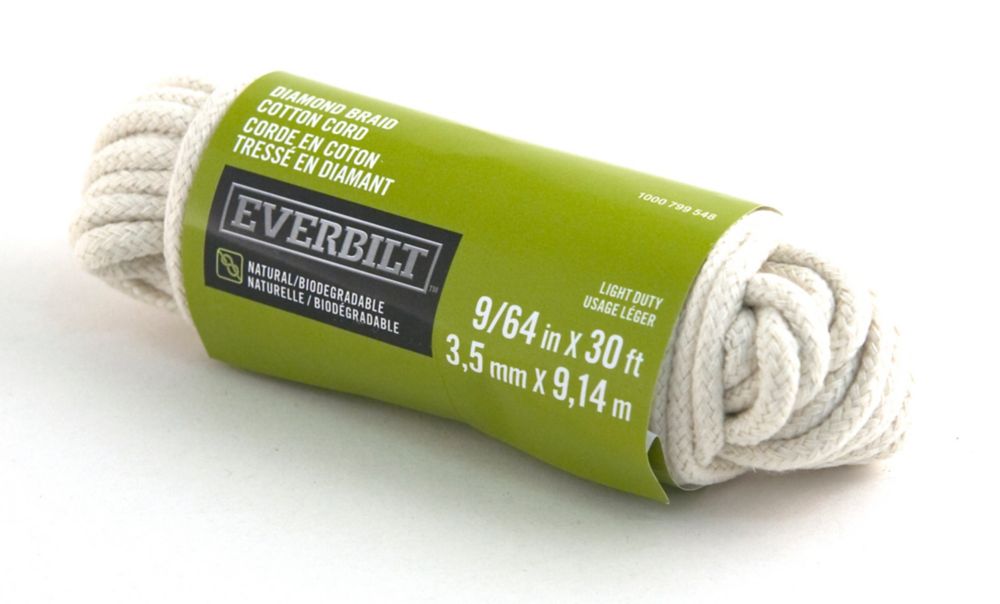 DIAMOND BRAID
COTTON CORD
CORDE EN COTON
TRESSÉ EN DIAMANT
1000 799 548
EVERBILT™
NATURAL/BIODEGRADABLE
NATURELLE / BIODÉGRADABLE
LIGHT DUTY
USAGE LÉGER
9/64 in X 30 ft
3,5 mm X 9,14 m